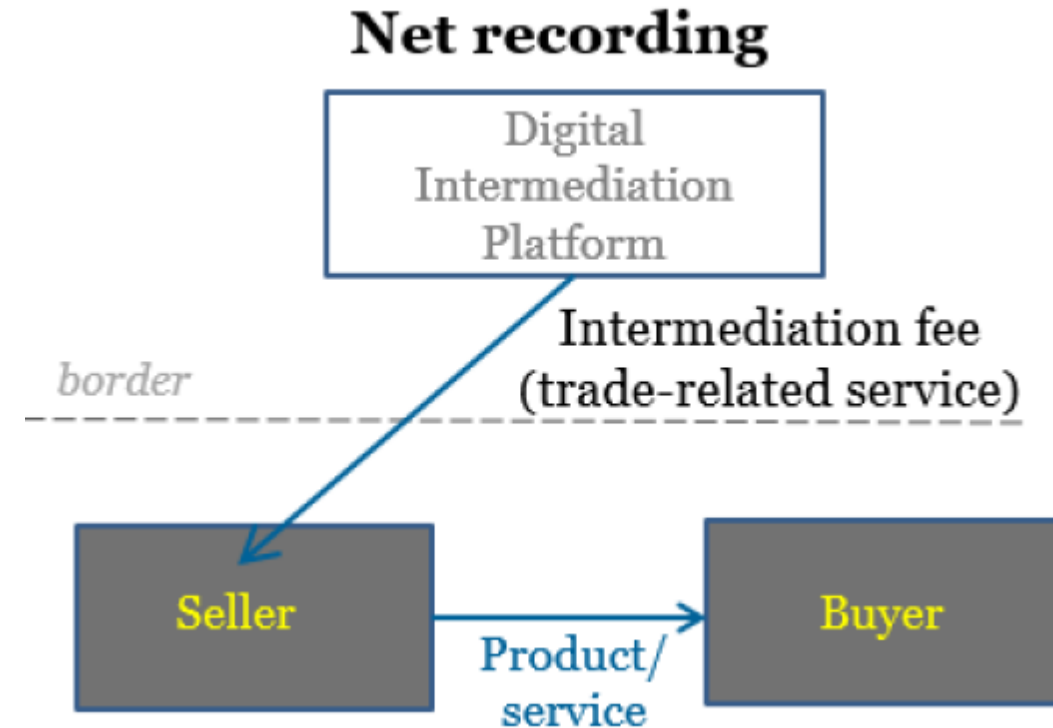 Net recording
Digital
Intermediation
Platform
Intermediation fee
(trade-related service)
border
Seller
Product/
service
Buyer